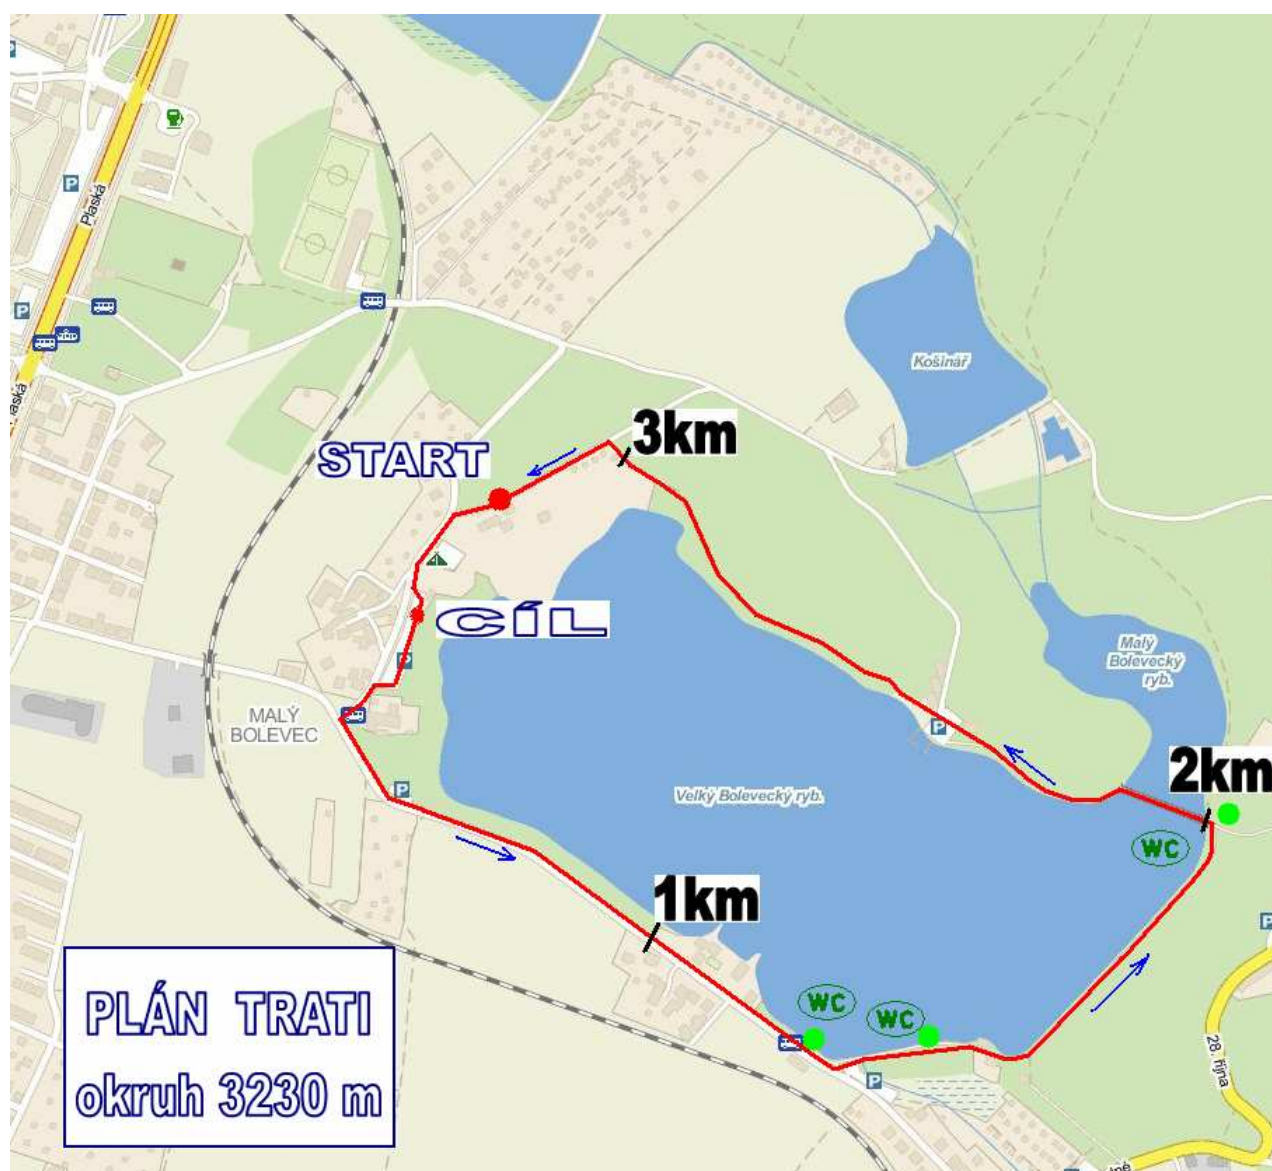 P
Plaská
P
P
Plaská
Košinář
START
3km
CÍL
P
Malý
Bolevecký
ryb.
MALÝ
BOLEVEC
P
2km
Velký Bolevecký ryb.
P
WC
1km
P
PLÁN TRATI
okruh 3230 m
WC
WC
P
28. října
P